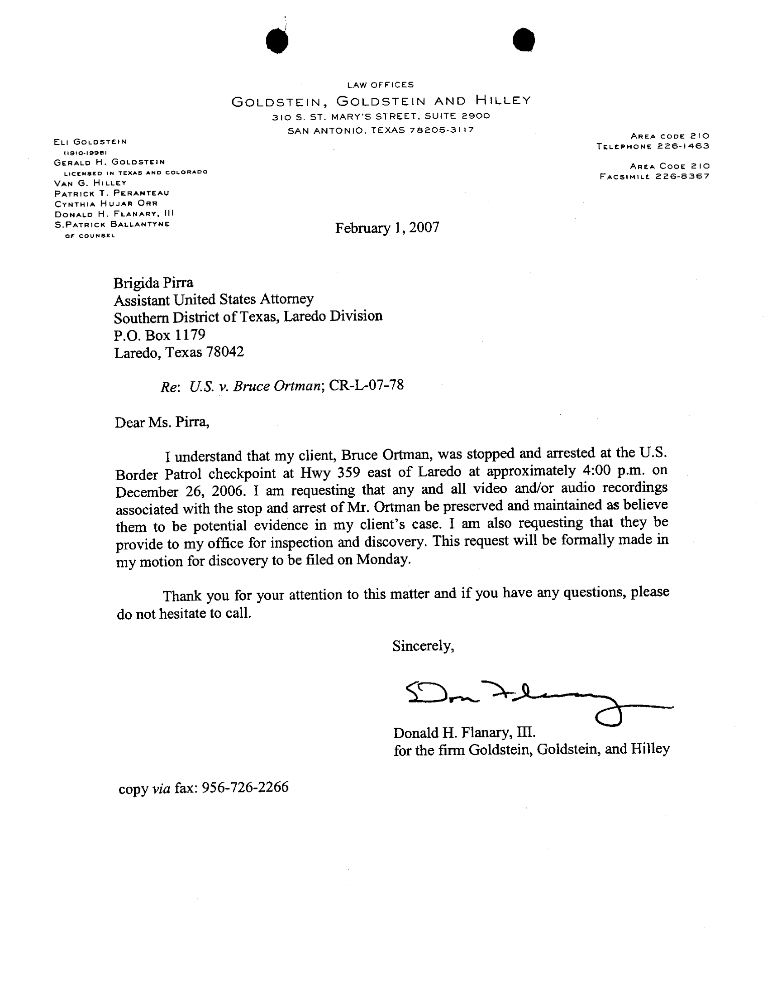 LAW OFFICES
GOLDSTEIN, GOLDSTEIN AND HILLEY
310 S. ST. MARY'S STREET, SUITE 2900
SAN ANTONIO, TEXAS 78205-3117
ELI GOLDSTEIN
(1910-1998)
GERALD H. GOLDSTEIN
LICENSED IN TEXAS AND COLORADO
VAN G. HILLEY
PATRICK T. PERANTEAU
CYNTHIA HUJAR ORR
DONALD H. FLANARY, III
S.PATRICK BALLANTYNE
OF COUNSEL
AREA CODE 210
TELEPHONE 226-1463
AREA CODE 210
FACSIMILE 226-8367
February 1, 2007
Brigida Pirra
Assistant United States Attorney
Southern District of Texas, Laredo Division
P.O. Box 1179
Laredo, Texas 78042
Re: U.S. v. Bruce Ortman; CR-L-07-78
Dear Ms. Pirra,
I understand that my client, Bruce Ortman, was stopped and arrested at the U.S.
Border Patrol checkpoint at Hwy 359 east of Laredo at approximately 4:00 p.m. on
December 26, 2006. I am requesting that any and all video and/or audio recordings
associated with the stop and arrest of Mr. Ortman be preserved and maintained as believe
them to be potential evidence in my client's case. I am also requesting that they be
provide to my office for inspection and discovery. This request will be formally made in
my motion for discovery to be filed on Monday.
Thank you for your attention to this matter and if you have any questions, please
do not hesitate to call.
Sincerely,
Don Flanary
Donald H. Flanary, III.
for the firm Goldstein, Goldstein, and Hilley
copy via fax: 956-726-2266